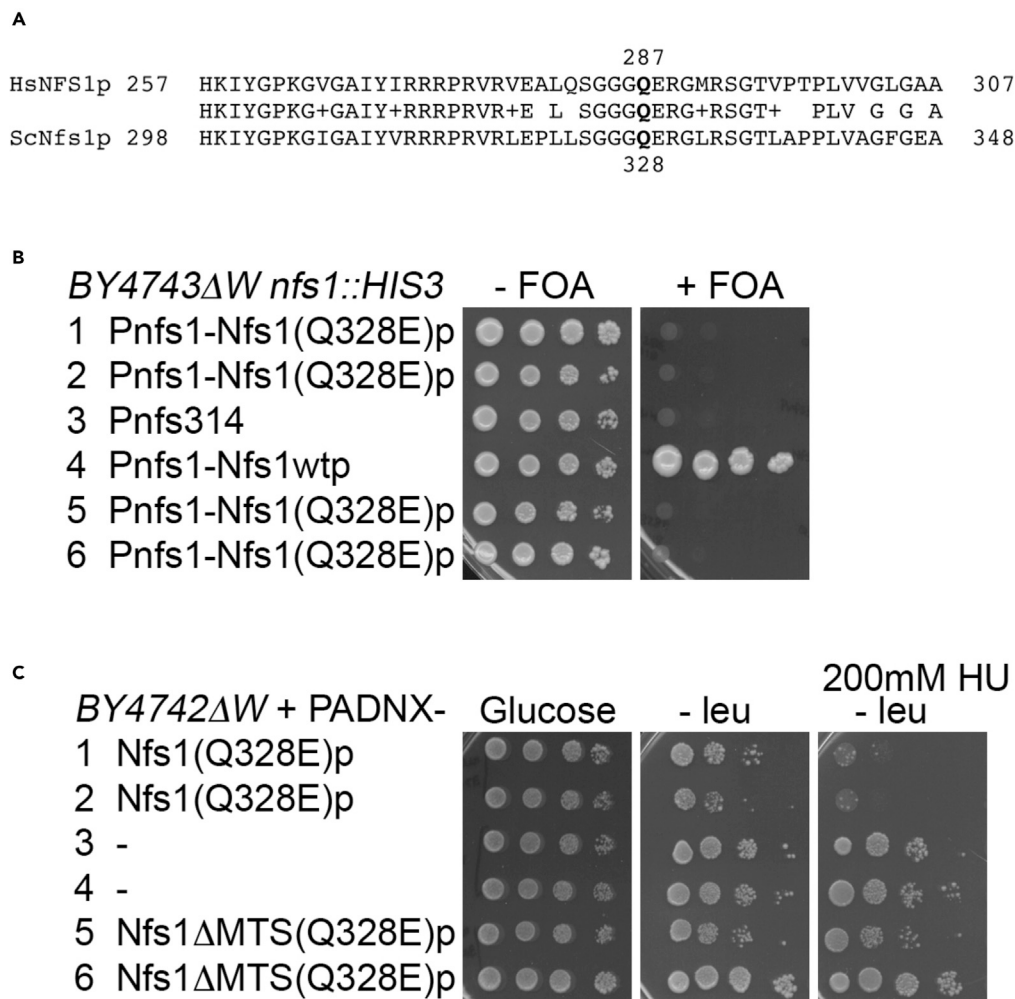 A
287
HsNFS1p 257 HKIYGPKGVGAIYIRRRPRVRVEALQSGGGQERGMRSGTVPTPLVVGLGAA 307
HKIYGPKG+GAIY+RRRPRVR+E L SGGGQERG+RSGT+ PLV G G A
ScNfs1p 298 HKIYGPKGIGAIYVRRRPRVRLEPLLSGGGQERGLRSGTLAPPLVAGFGEA 348
328
B
BY4743ΔW nfs1::HIS3 - FOA + FOA
1 Pnfs1-Nfs1(Q328E)p
2 Pnfs1-Nfs1(Q328E)p
3 Pnfs314
4 Pnfs1-Nfs1wtp
5 Pnfs1-Nfs1(Q328E)p
6 Pnfs1-Nfs1(Q328E)p
C
200mM HU
BY4742ΔW + PADNX- Glucose - leu - leu
1 Nfs1(Q328E)p
2 Nfs1(Q328E)p
3 -
4 -
5 Nfs1ΔMTS(Q328E)p
6 Nfs1ΔMTS(Q328E)p